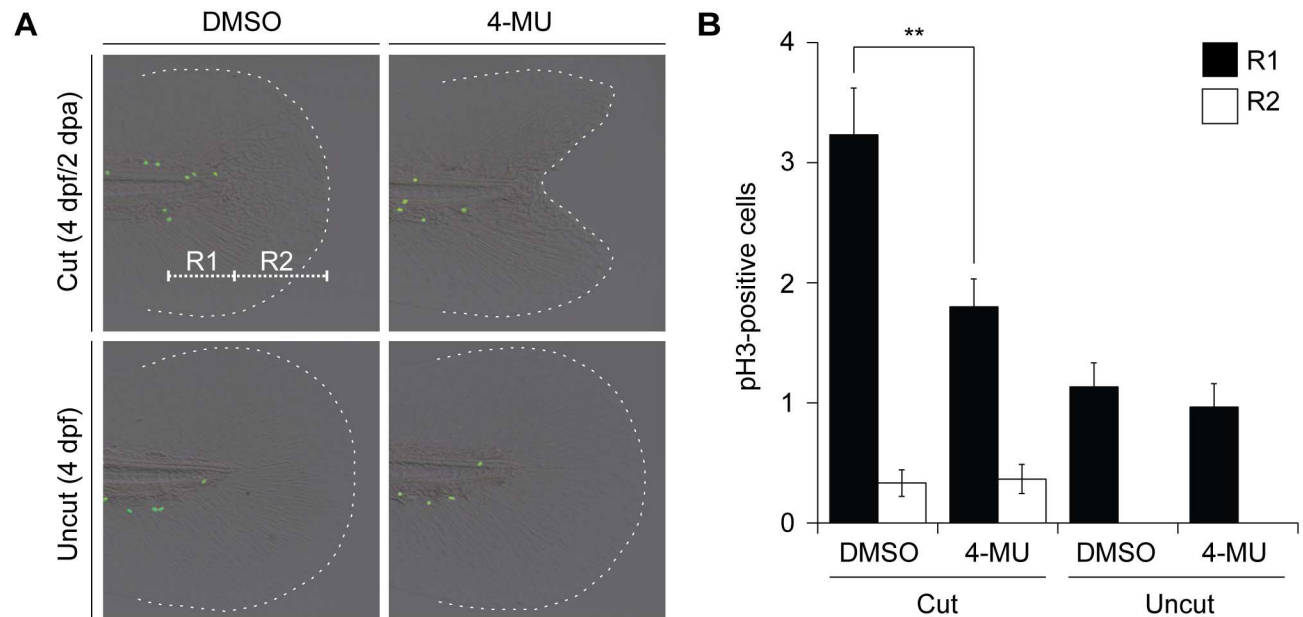 A
DMSO
4-MU
Cut (4 dpf/2 dpa)
R1
R2
Uncut (4 dpf)
B
4
3
2
1
0
pH3-positive cells
**
R1
R2
DMSO
4-MU
DMSO
4-MU
Cut
Uncut